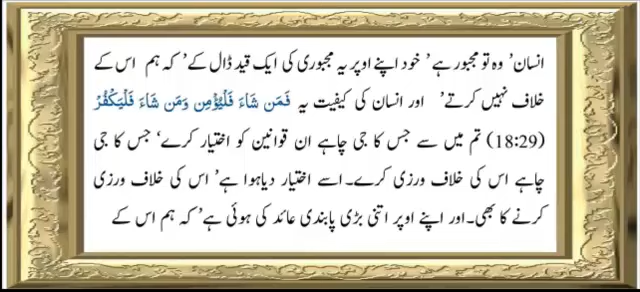 انسان' وہ تو مجبور ہے' خود اپنے اوپر یہ مجبوری کی ایک قید ڈال کے' کہ ہم اس کے
خلاف نہیں کرتے' اور انسان کی کیفیت یہ فَمَن شَاءَ فَلْيُؤْمِن وَمَن شَاءَ فَلْيَكْفُرْ
(18:29) تم میں سے جس کا جی چاہے ان قوانین کو اختیار کرے' جس کا جی
چاہے اس کی خلاف ورزی کرے۔ اسے اختیار دیا ہوا ہے' اس کی خلاف ورزی
کرنے کا بھی۔ اور اپنے اوپر اتنی بڑی پابندی عائد کی ہوئی ہے' کہ ہم اس کے